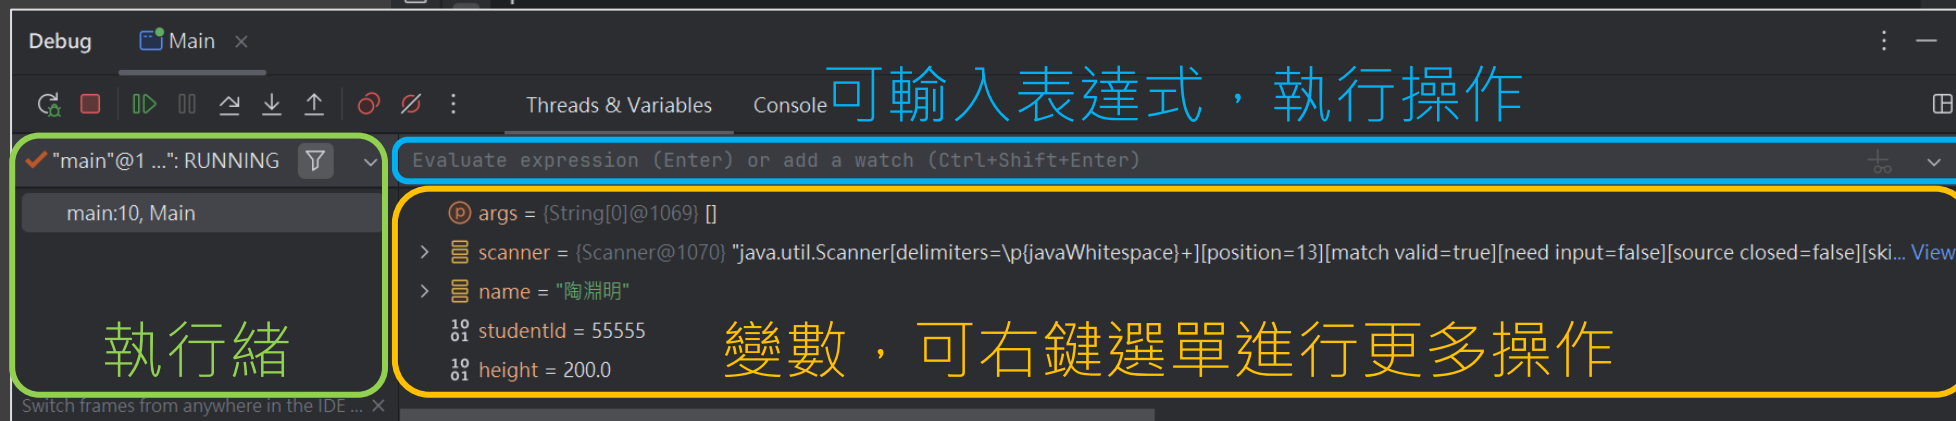 Debug
Main
可輸入表達式，執行操作
Threads & Variables
Console
"main"@1 ...": RUNNING
Evaluate expression (Enter) or add a watch (Ctrl+Shift+Enter)
main:10, Main
args = {String[0]@1069} []
scanner = {Scanner@1070} "java.util.Scanner[delimiters=\p{javaWhitespace}+][position=13][match valid=true][need input=false][source closed=false][ski... View
name = "陶淵明"
studentId = 55555
height = 200.0
執行緒
變數，可右鍵選單進行更多操作
Switch frames from anywhere in the IDE ...